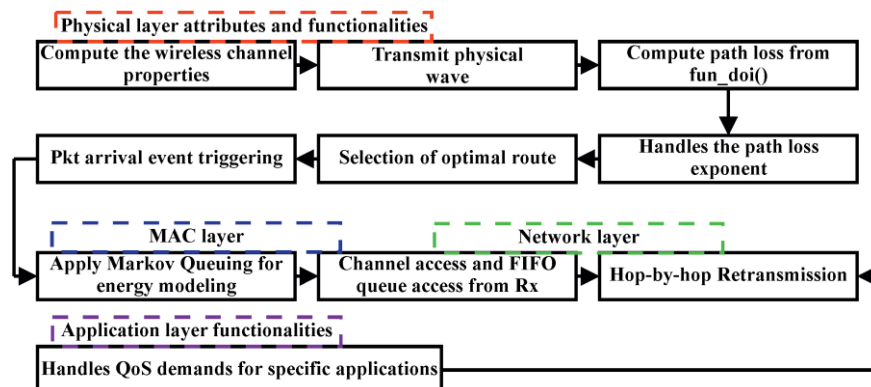 Physical layer attributes and functionalities
Compute the wireless channel
properties
Transmit physical
wave
Compute path loss from
fun_doi()
Handles the path loss
exponent
Selection of optimal route
Pkt arrival event triggering
MAC layer
Network layer
Apply Markov Queuing for
energy modeling
Channel access and FIFO
queue access from Rx
Hop-by-hop Retransmission
Application layer functionalities
Handles QoS demands for specific applications